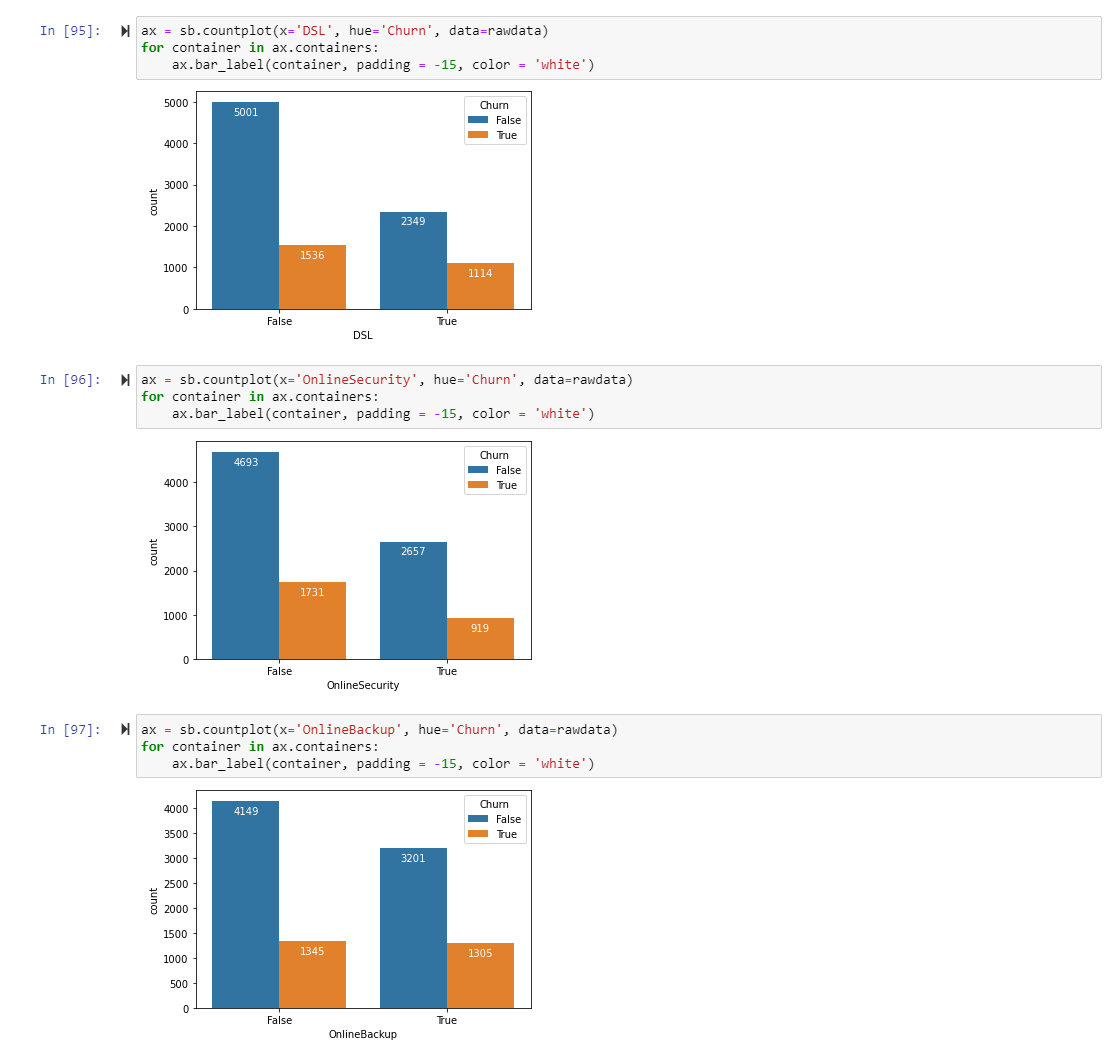 In [95]:
ax = sb.countplot(x='DSL', hue='Churn', data=rawdata)
for container in ax.containers:
    ax.bar_label(container, padding = -15, color = 'white')
Churn
False
True
5000
4000
3000
2000
1000
0
count
5001
1536
2349
1114
False
True
DSL
In [96]:
ax = sb.countplot(x='OnlineSecurity', hue='Churn', data=rawdata)
for container in ax.containers:
    ax.bar_label(container, padding = -15, color = 'white')
Churn
False
True
4000
3000
2000
1000
0
count
4693
1731
2657
919
False
True
OnlineSecurity
In [97]:
ax = sb.countplot(x='OnlineBackup', hue='Churn', data=rawdata)
for container in ax.containers:
    ax.bar_label(container, padding = -15, color = 'white')
Churn
False
True
4000
3500
3000
2500
2000
1500
1000
500
0
count
4149
1345
3201
1305
False
True
OnlineBackup